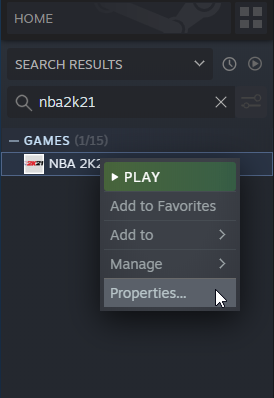 HOME
SEARCH RESULTS
nba2k21
GAMES (1/15)
NBA 2K2
PLAY
Add to Favorites
Add to
Manage
Properties...